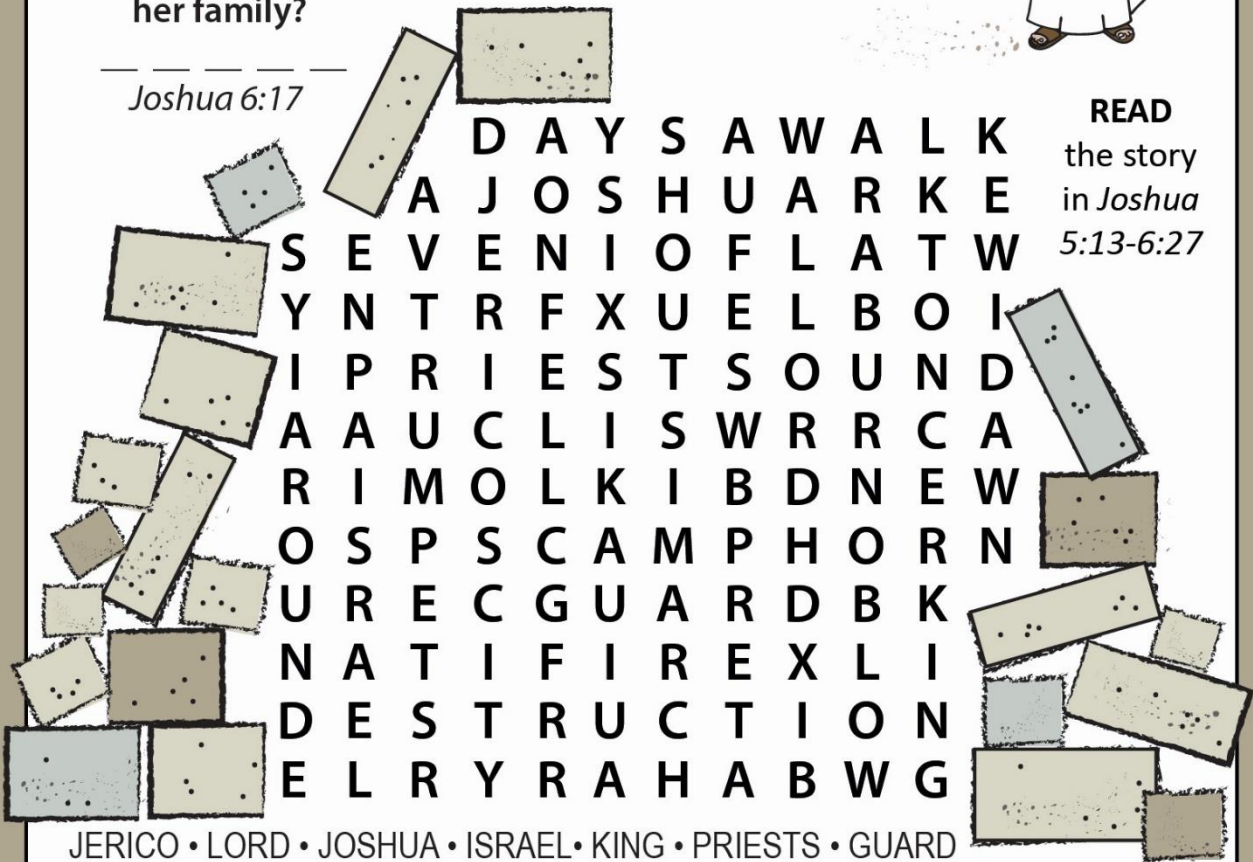 her family?
_ _ _ _ _
Joshua 6:17
READ
the story
in Joshua
5:13-6:27
D A Y S A W A L K
A J O S H U A R K E
S E V E N I O F L A T W
Y N T R F X U E L B O I
I P R I E S T S O U N D
A A U C L I S W R R C A
R I M O L K I B D N E W
O S P S C A M P H O R N
U R E C G U A R D B K
N A T I F I R E X L I
D E S T R U C T I O N
E L R Y R A H A B W G
JERICO • LORD • JOSHUA • ISRAEL• KING • PRIESTS • GUARD